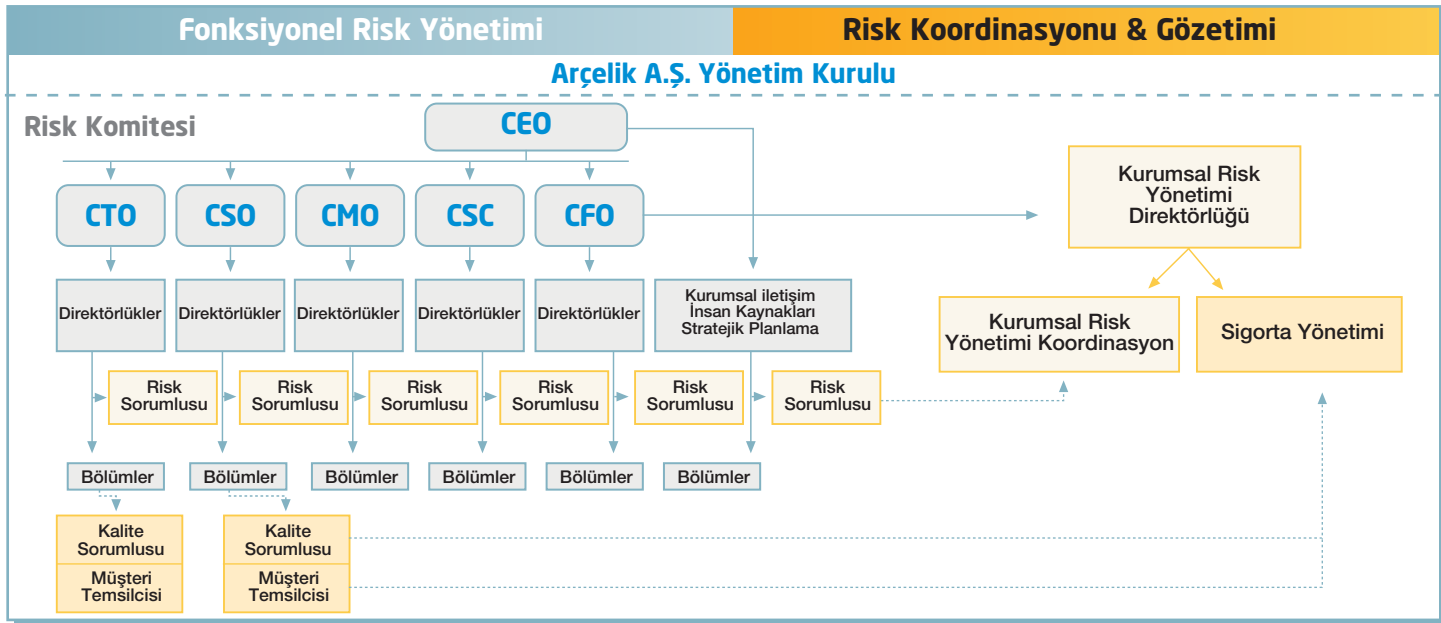 Fonksiyonel Risk Yönetimi
Risk Koordinasyonu & Gözetimi
Arçelik A.Ş. Yönetim Kurulu
Risk Komitesi
CEO
CTO
CSO
CMO
CSC
CFO
Kurumsal Risk
Yönetimi
Direktörlüğü
Direktörlükler
Direktörlükler
Direktörlükler
Direktörlükler
Direktörlükler
Kurumsal iletişim
İnsan Kaynakları
Stratejik Planlama
Kurumsal Risk
Yönetimi Koordinasyon
Sigorta Yönetimi
Risk
Sorumlusu
Risk
Sorumlusu
Risk
Sorumlusu
Risk
Sorumlusu
Risk
Sorumlusu
Risk
Sorumlusu
Bölümler
Bölümler
Bölümler
Bölümler
Bölümler
Bölümler
Kalite
Sorumlusu
Müşteri
Temsilcisi
Kalite
Sorumlusu
Müşteri
Temsilcisi